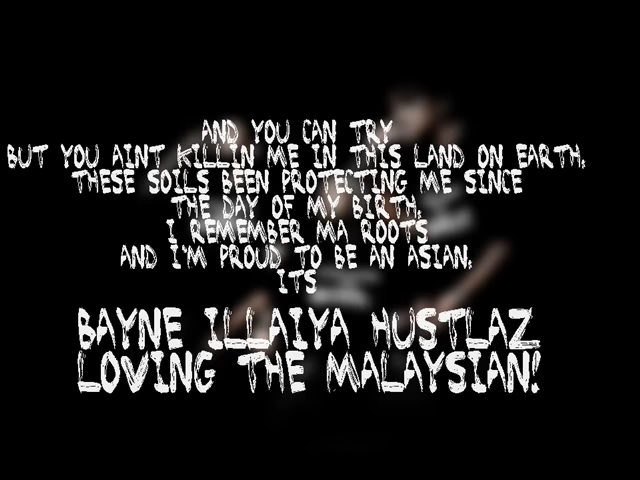 AND YOU CAN TRY
BUT YOU AINT KILLIN ME IN THIS LAND ON EARTH.
THESE SOILS BEEN PROTECTING ME SINCE
THE DAY OF MY BIRTH.
I REMEMBER MA ROOTS
AND I'M PROUD TO BE AN ASIAN.
ITS
BAYNE ILLAIYA HUSTLAZ
LOVING THE MALAYSIAN!